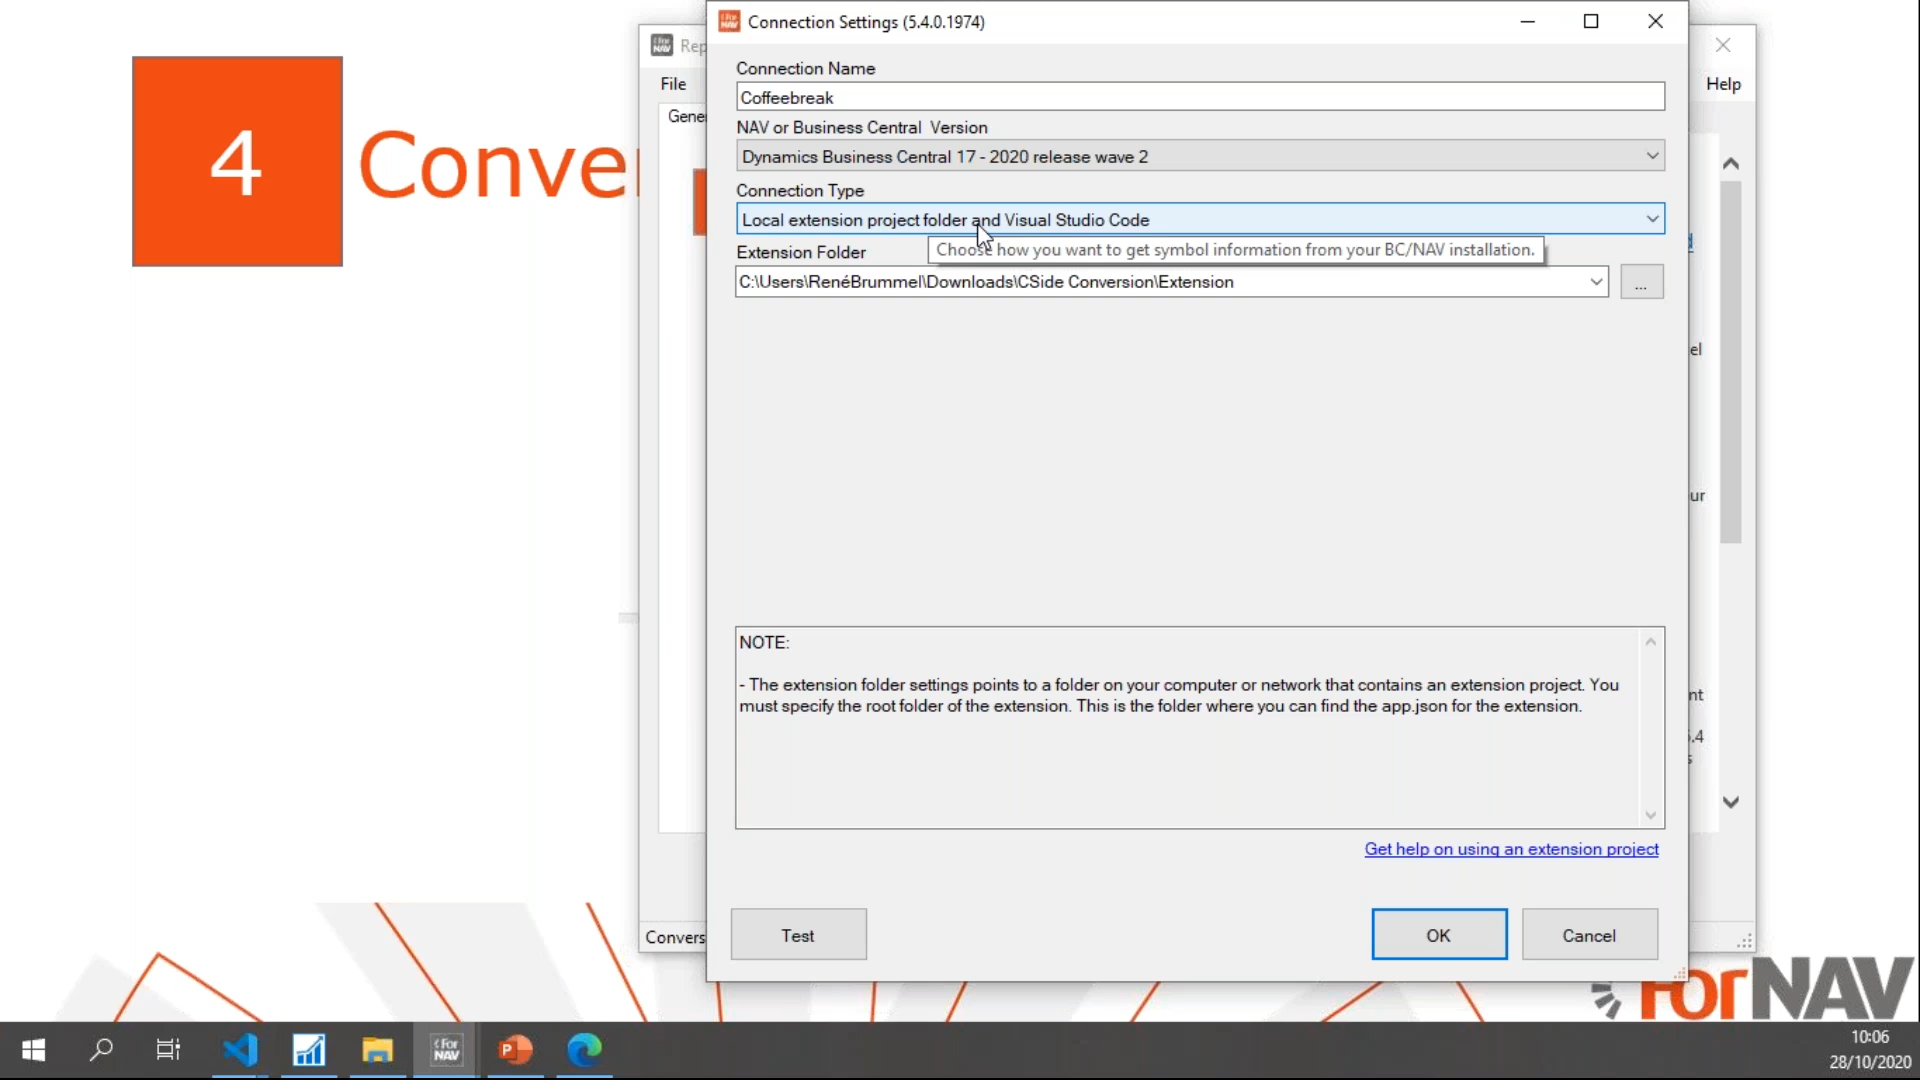 4
Conver
Rep
File
Gener
Help
Connection Settings (5.4.0.1974)
Connection Name
Coffeebreak
NAV or Business Central  Version
Dynamics Business Central 17 - 2020 release wave 2
Connection Type
Local extension project folder and Visual Studio Code
Choose how you want to get symbol information from your BC/NAV installation.
Extension Folder
C:\Users\RenéBrummel\Downloads\CSide Conversion\Extension
...
d
el
ur
nt
5.4
s
NOTE:
- The extension folder settings points to a folder on your computer or network that contains an extension project. You
must specify the root folder of the extension. This is the folder where you can find the app.json for the extension.
Get help on using an extension project
Test
OK
Cancel
Convers
ForNAV
For
NAV
P
10:06
28/10/2020